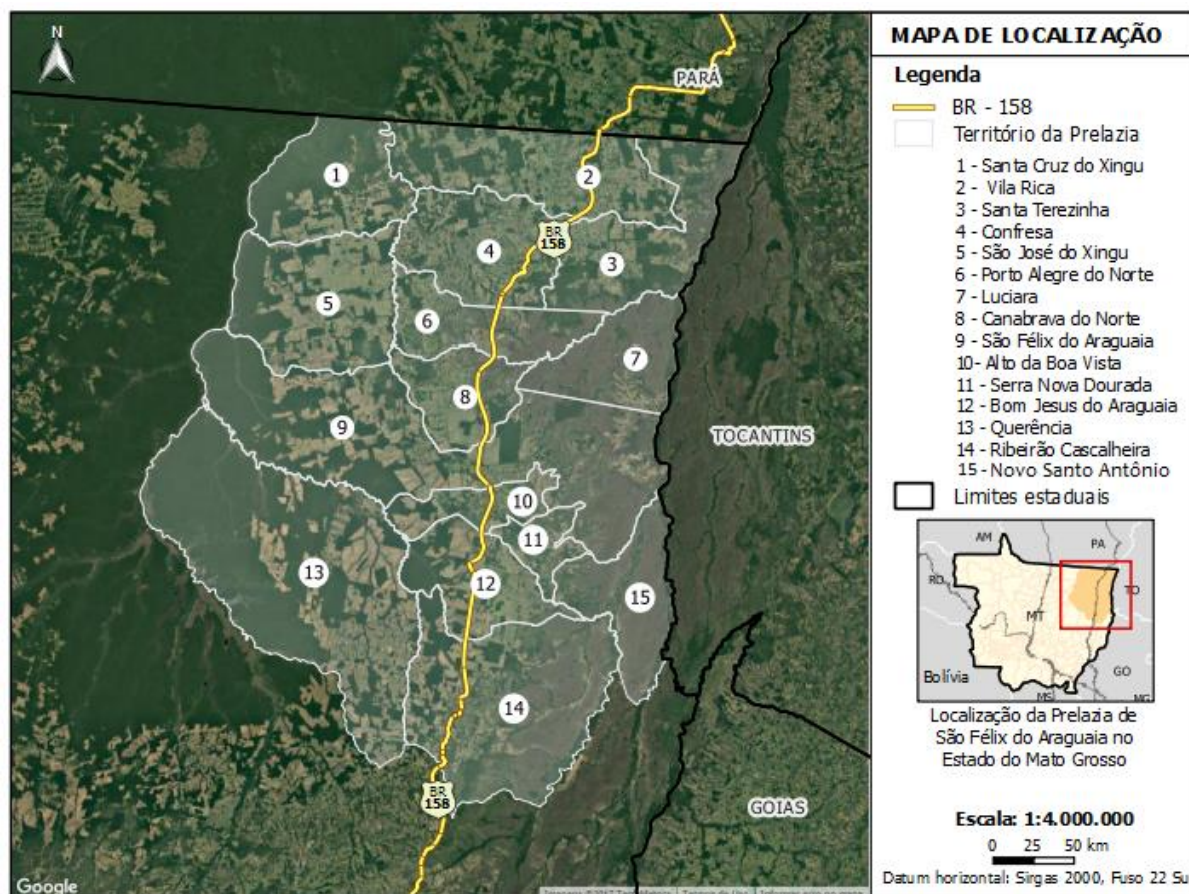 N
PARÁ
1
2
BR
158
4
3
5
6
7
8
9
TOCANTINS
10
11
12
13
15
14
BR
158
GOIAS
Google
MAPA DE LOCALIZAÇÃO
Legenda
BR - 158
Território da Prelazia
1 - Santa Cruz do Xingu
2 - Vila Rica
3 - Santa Terezinha
4 - Confresa
5 - São José do Xingu
6 - Porto Alegre do Norte
7 - Luciara
8 - Canabrava do Norte
9 - São Félix do Araguaia
10- Alto da Boa Vista
11 - Serra Nova Dourada
12 - Bom Jesus do Araguaia
13 - Querência
14 - Ribeirão Cascalheira
15 - Novo Santo Antônio
Limites estaduais
AM
PA
RO
TO
MT
Bolívia
GO
MS
MG
Localização da Prelazia de
São Félix do Araguaia no
Estado do Mato Grosso
Escala: 1:4.000.000
0 25 50 km
Datum horizontal: Sirgas 2000, Fuso 22 Su